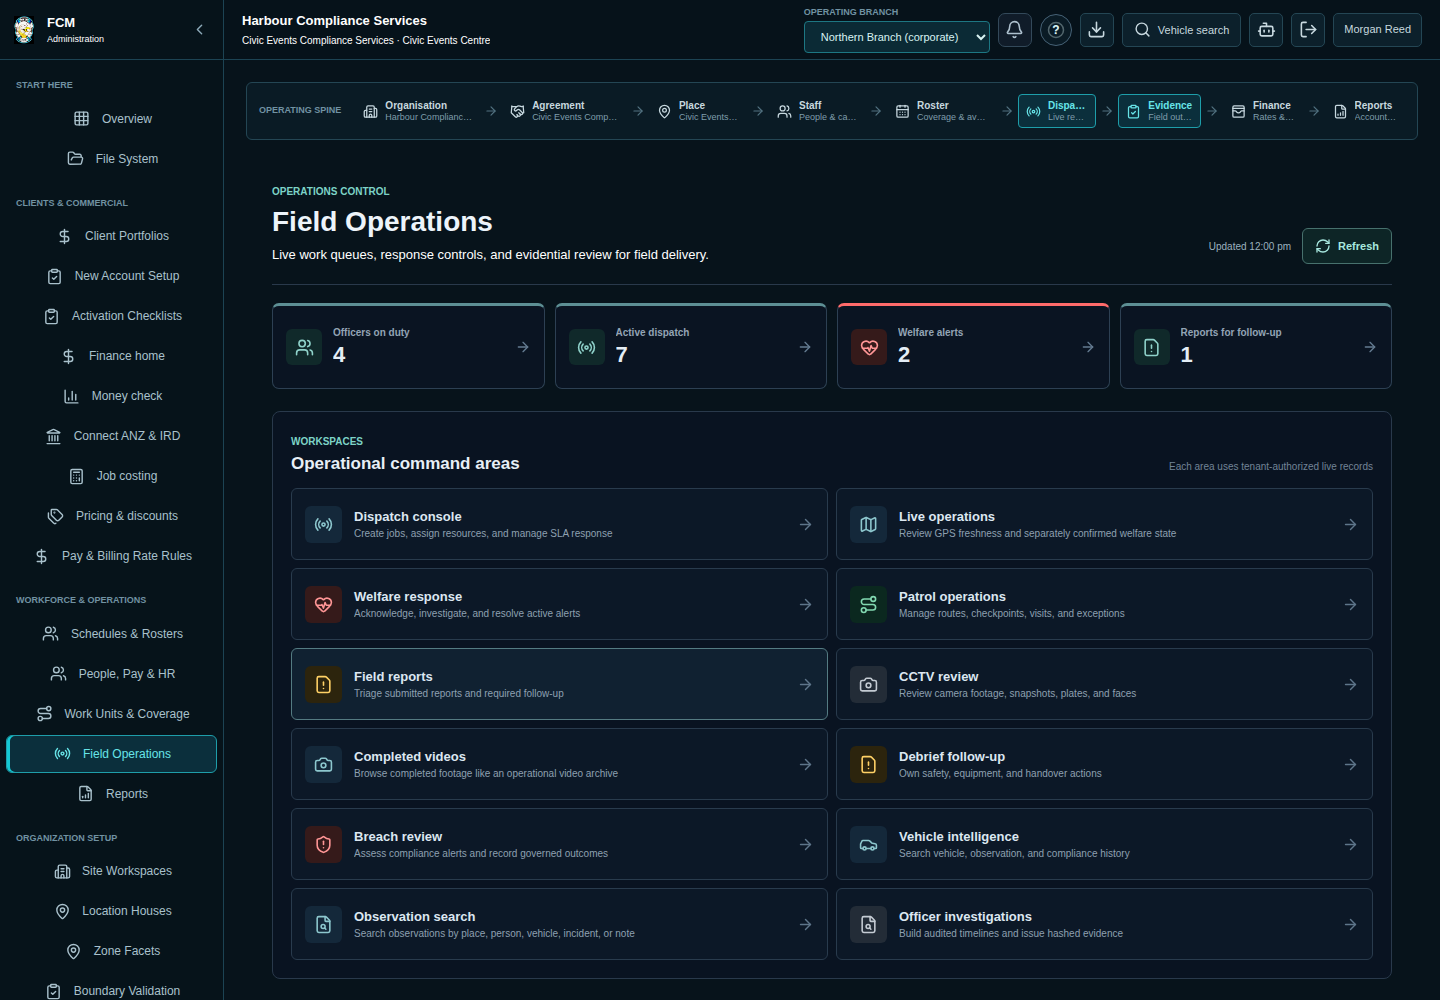 FCM
Administration
START HERE
Overview
File System
CLIENTS & COMMERCIAL
Client Portfolios
New Account Setup
Activation Checklists
Finance home
Money check
Connect ANZ & IRD
Job costing
Pricing & discounts
Pay & Billing Rate Rules
WORKFORCE & OPERATIONS
Schedules & Rosters
People, Pay & HR
Work Units & Coverage
Field Operations
Reports
ORGANIZATION SETUP
Site Workspaces
Location Houses
Zone Facets
Boundary Validation
Harbour Compliance Services
Civic Events Compliance Services · Civic Events Centre
OPERATING BRANCH
Northern Branch (corporate)
?
Vehicle search
Morgan Reed
OPERATING SPINE
Organisation
Harbour Complianc…
Agreement
Civic Events Comp…
Place
Civic Events…
Staff
People & ca…
Roster
Coverage & av…
Dispa…
Live re…
Evidence
Field out…
Finance
Rates &…
Reports
Account…
OPERATIONS CONTROL
Field Operations
Live work queues, response controls, and evidential review for field delivery.
Updated 12:00 pm
Refresh
Officers on duty
4
Active dispatch
7
Welfare alerts
2
Reports for follow-up
1
WORKSPACES
Operational command areas
Each area uses tenant-authorized live records
Dispatch console
Create jobs, assign resources, and manage SLA response
Live operations
Review GPS freshness and separately confirmed welfare state
Welfare response
Acknowledge, investigate, and resolve active alerts
Patrol operations
Manage routes, checkpoints, visits, and exceptions
Field reports
Triage submitted reports and required follow-up
CCTV review
Review camera footage, snapshots, plates, and faces
Completed videos
Browse completed footage like an operational video archive
Debrief follow-up
Own safety, equipment, and handover actions
Breach review
Assess compliance alerts and record governed outcomes
Vehicle intelligence
Search vehicle, observation, and compliance history
Observation search
Search observations by place, person, vehicle, incident, or note
Officer investigations
Build audited timelines and issue hashed evidence